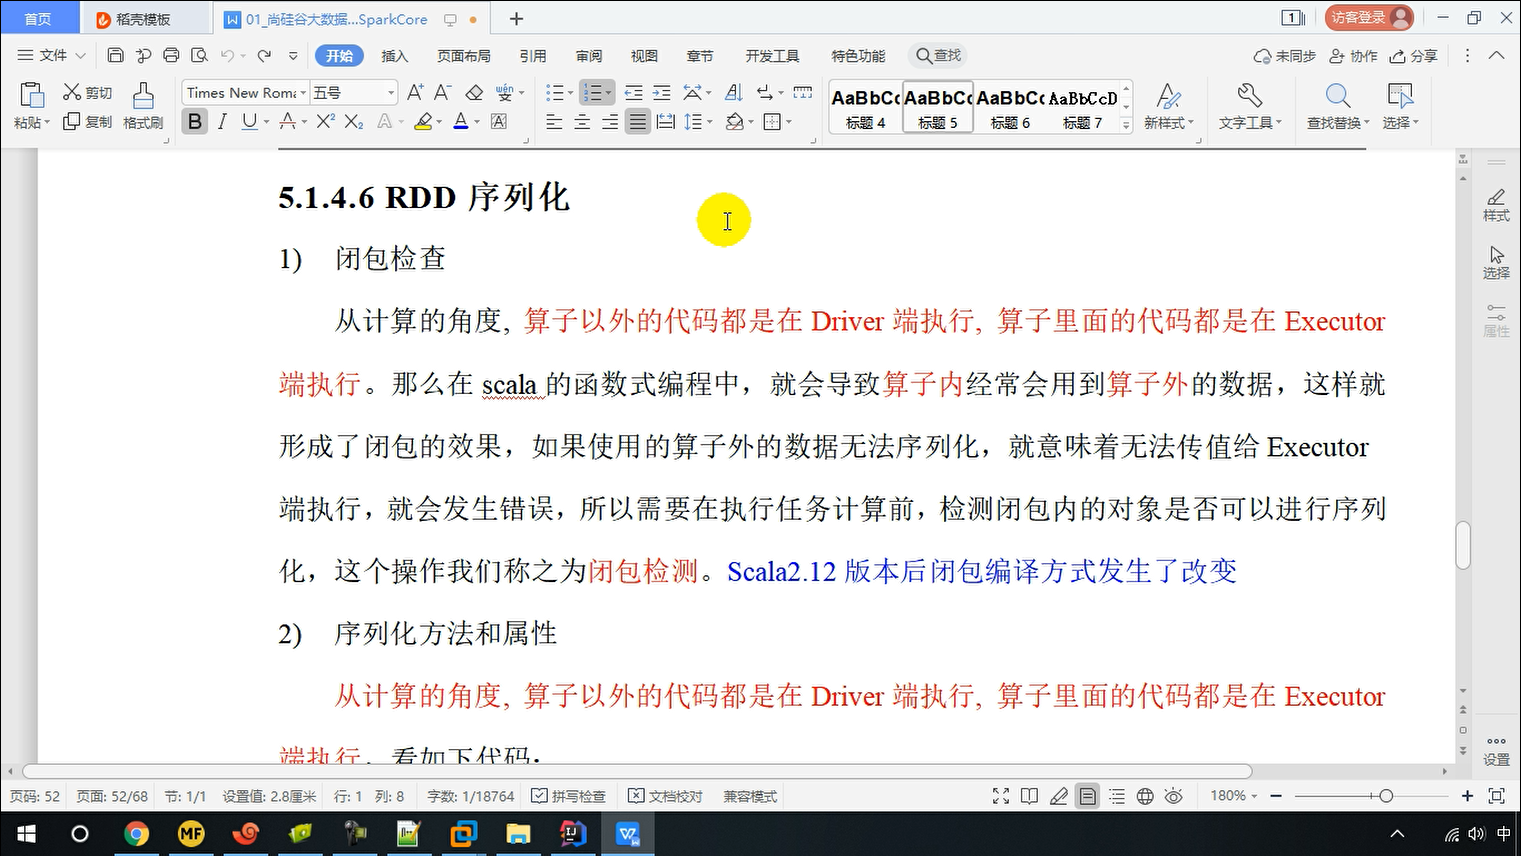 首页
稻壳模板
01_尚硅谷大数据...SparkCore
1
访客登录
文件
开始
插入
页面布局
引用
审阅
视图
章节
开发工具
特色功能
查找
未同步
协作
分享
粘贴
剪切
复制
格式刷
Times New Roma
五号
AaBbCc
标题 4
AaBbCc
标题 5
AaBbCc
标题 6
AaBbCcD
标题 7
新样式
文字工具
查找替换
选择
5.1.4.6 RDD 序列化
1) 闭包检查
从计算的角度, 算子以外的代码都是在 Driver 端执行, 算子里面的代码都是在 Executor
端执行。那么在 scala 的函数式编程中，就会导致算子内经常会用到算子外的数据，这样就
形成了闭包的效果，如果使用的算子外的数据无法序列化，就意味着无法传值给 Executor
端执行，就会发生错误，所以需要在执行任务计算前，检测闭包内的对象是否可以进行序列
化，这个操作我们称之为闭包检测。Scala2.12 版本后闭包编译方式发生了改变
2) 序列化方法和属性
从计算的角度, 算子以外的代码都是在 Driver 端执行, 算子里面的代码都是在 Executor
端执行，看如下代码：
样式
选择
属性
设置
页码: 52
页面: 52/68
节: 1/1
设置值: 2.8厘米
行: 1
列: 8
字数: 1/18764
拼写检查
文档校对
兼容模式
180%
MF
中